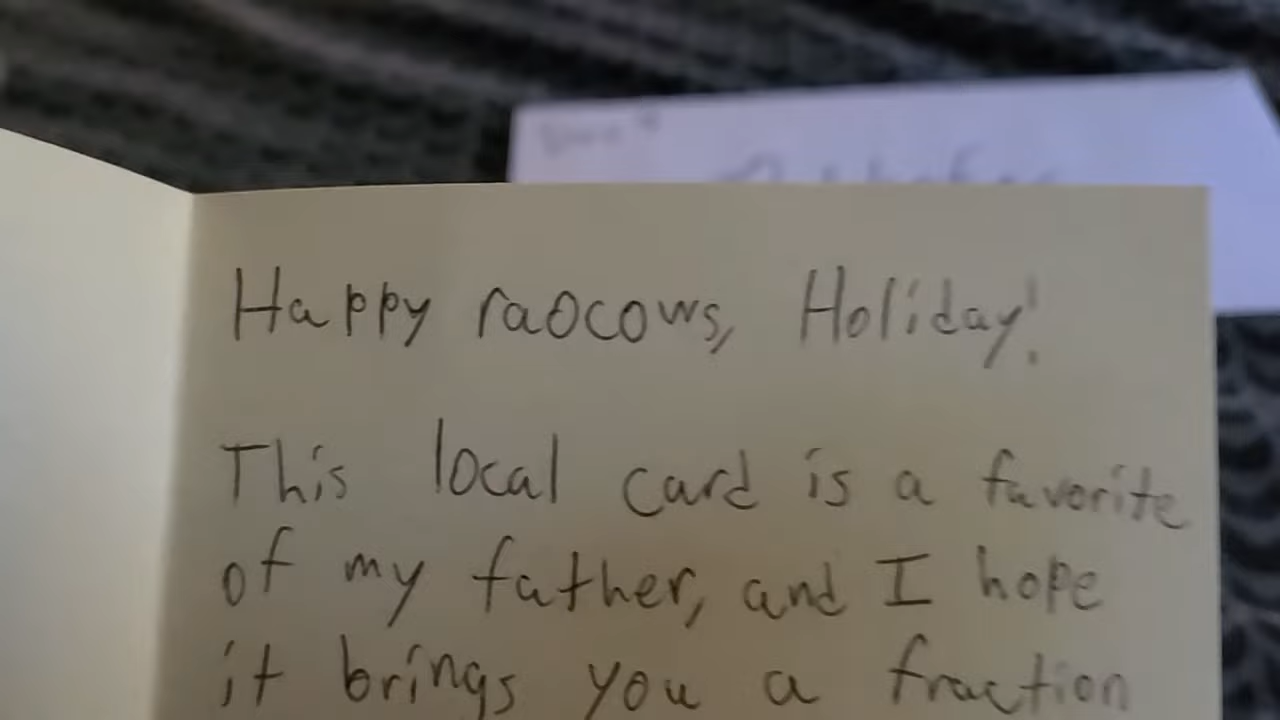 Happy raocows, Holiday!
This local card is a favorite
of my father, and I hope
it brings you a fraction